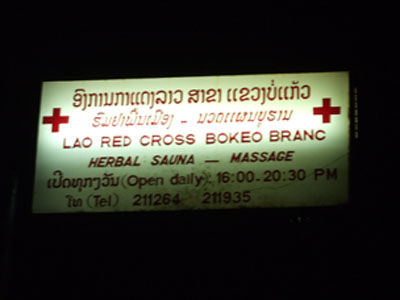 ອົງການກາແດງລາວ ສາຂາ ແຂວງບໍ່ແກ້ວ
ຮົມຢາພື້ນເມືອງ - ນວດແຜນບູຮານ
LAO RED CROSS BOKEO BRANC
HERBAL SAUNA — MASSAGE
ເປີດທຸກໆວັນ (Open daily): 16:00-20:30 PM
ໂທ (Tel) 211264 211935